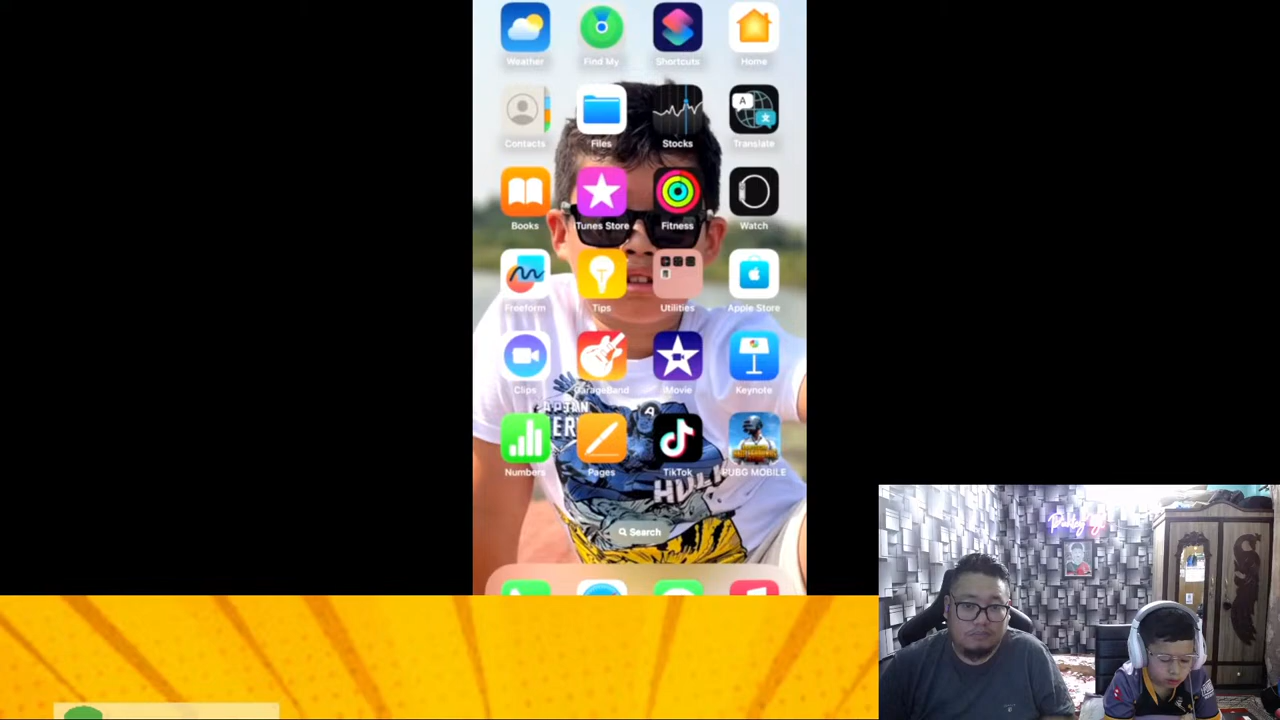 Weather Find My Shortcuts Home
Contacts Files Stocks Translate
Books iTunes Store Fitness Watch
Freeform Tips Utilities Apple Store
Clips GarageBand iMovie Keynote
Numbers Pages TikTok PUBG MOBILE
HULK
Search